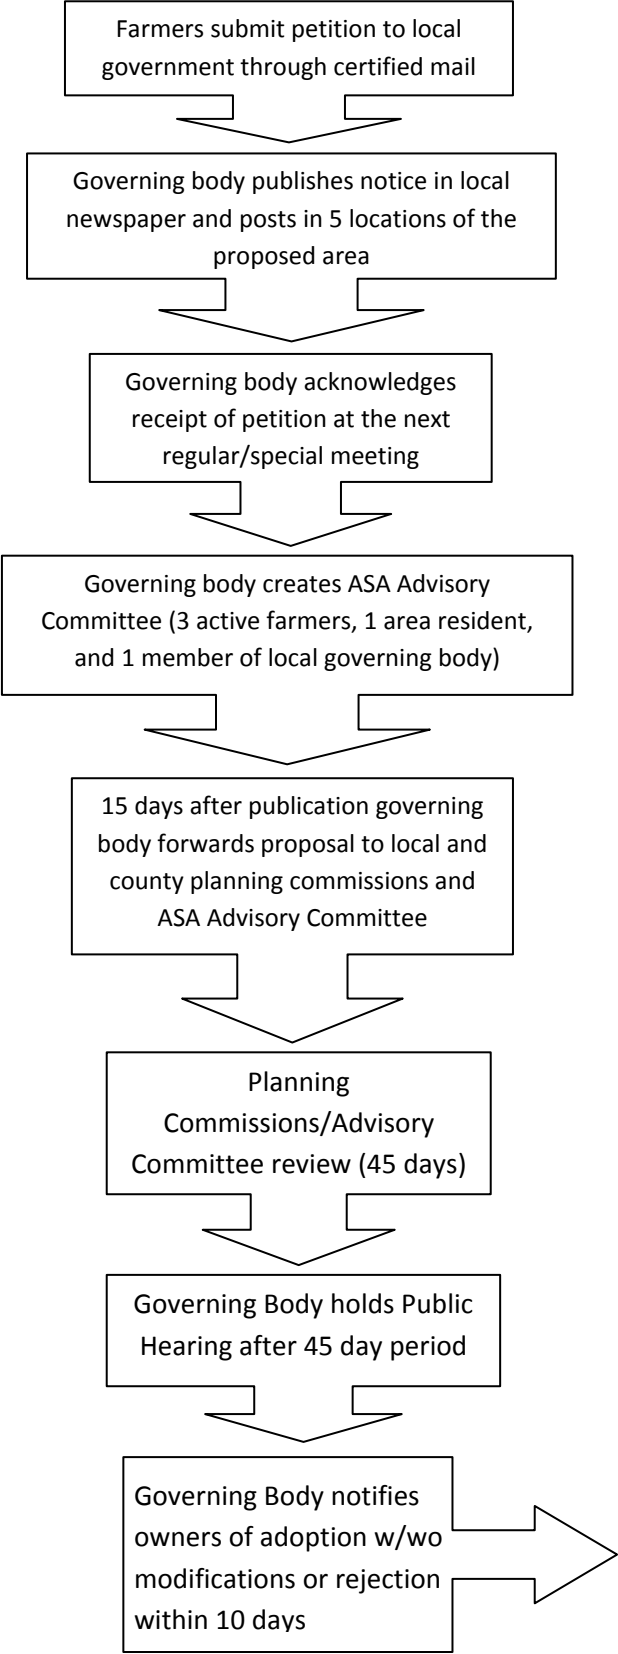 Farmers submit petition to local
government through certified mail
Governing body publishes notice in local
newspaper and posts in 5 locations of the
proposed area
Governing body acknowledges
receipt of petition at the next
regular/special meeting
Governing body creates ASA Advisory
Committee (3 active farmers, 1 area resident,
and 1 member of local governing body)
15 days after publication governing
body forwards proposal to local and
county planning commissions and
ASA Advisory Committee
Planning
Commissions/Advisory
Committee review (45 days)
Governing Body holds Public
Hearing after 45 day period
Governing Body notifies
owners of adoption w/wo
modifications or rejection
within 10 days